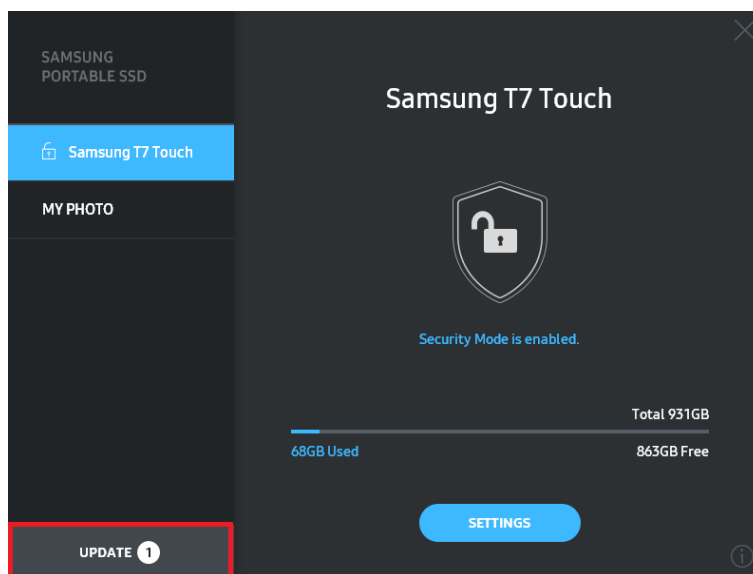 SAMSUNG
PORTABLE SSD
Samsung T7 Touch
MY PHOTO
UPDATE 1
Samsung T7 Touch
Security Mode is enabled.
Total 931GB
68GB Used 863GB Free
SETTINGS